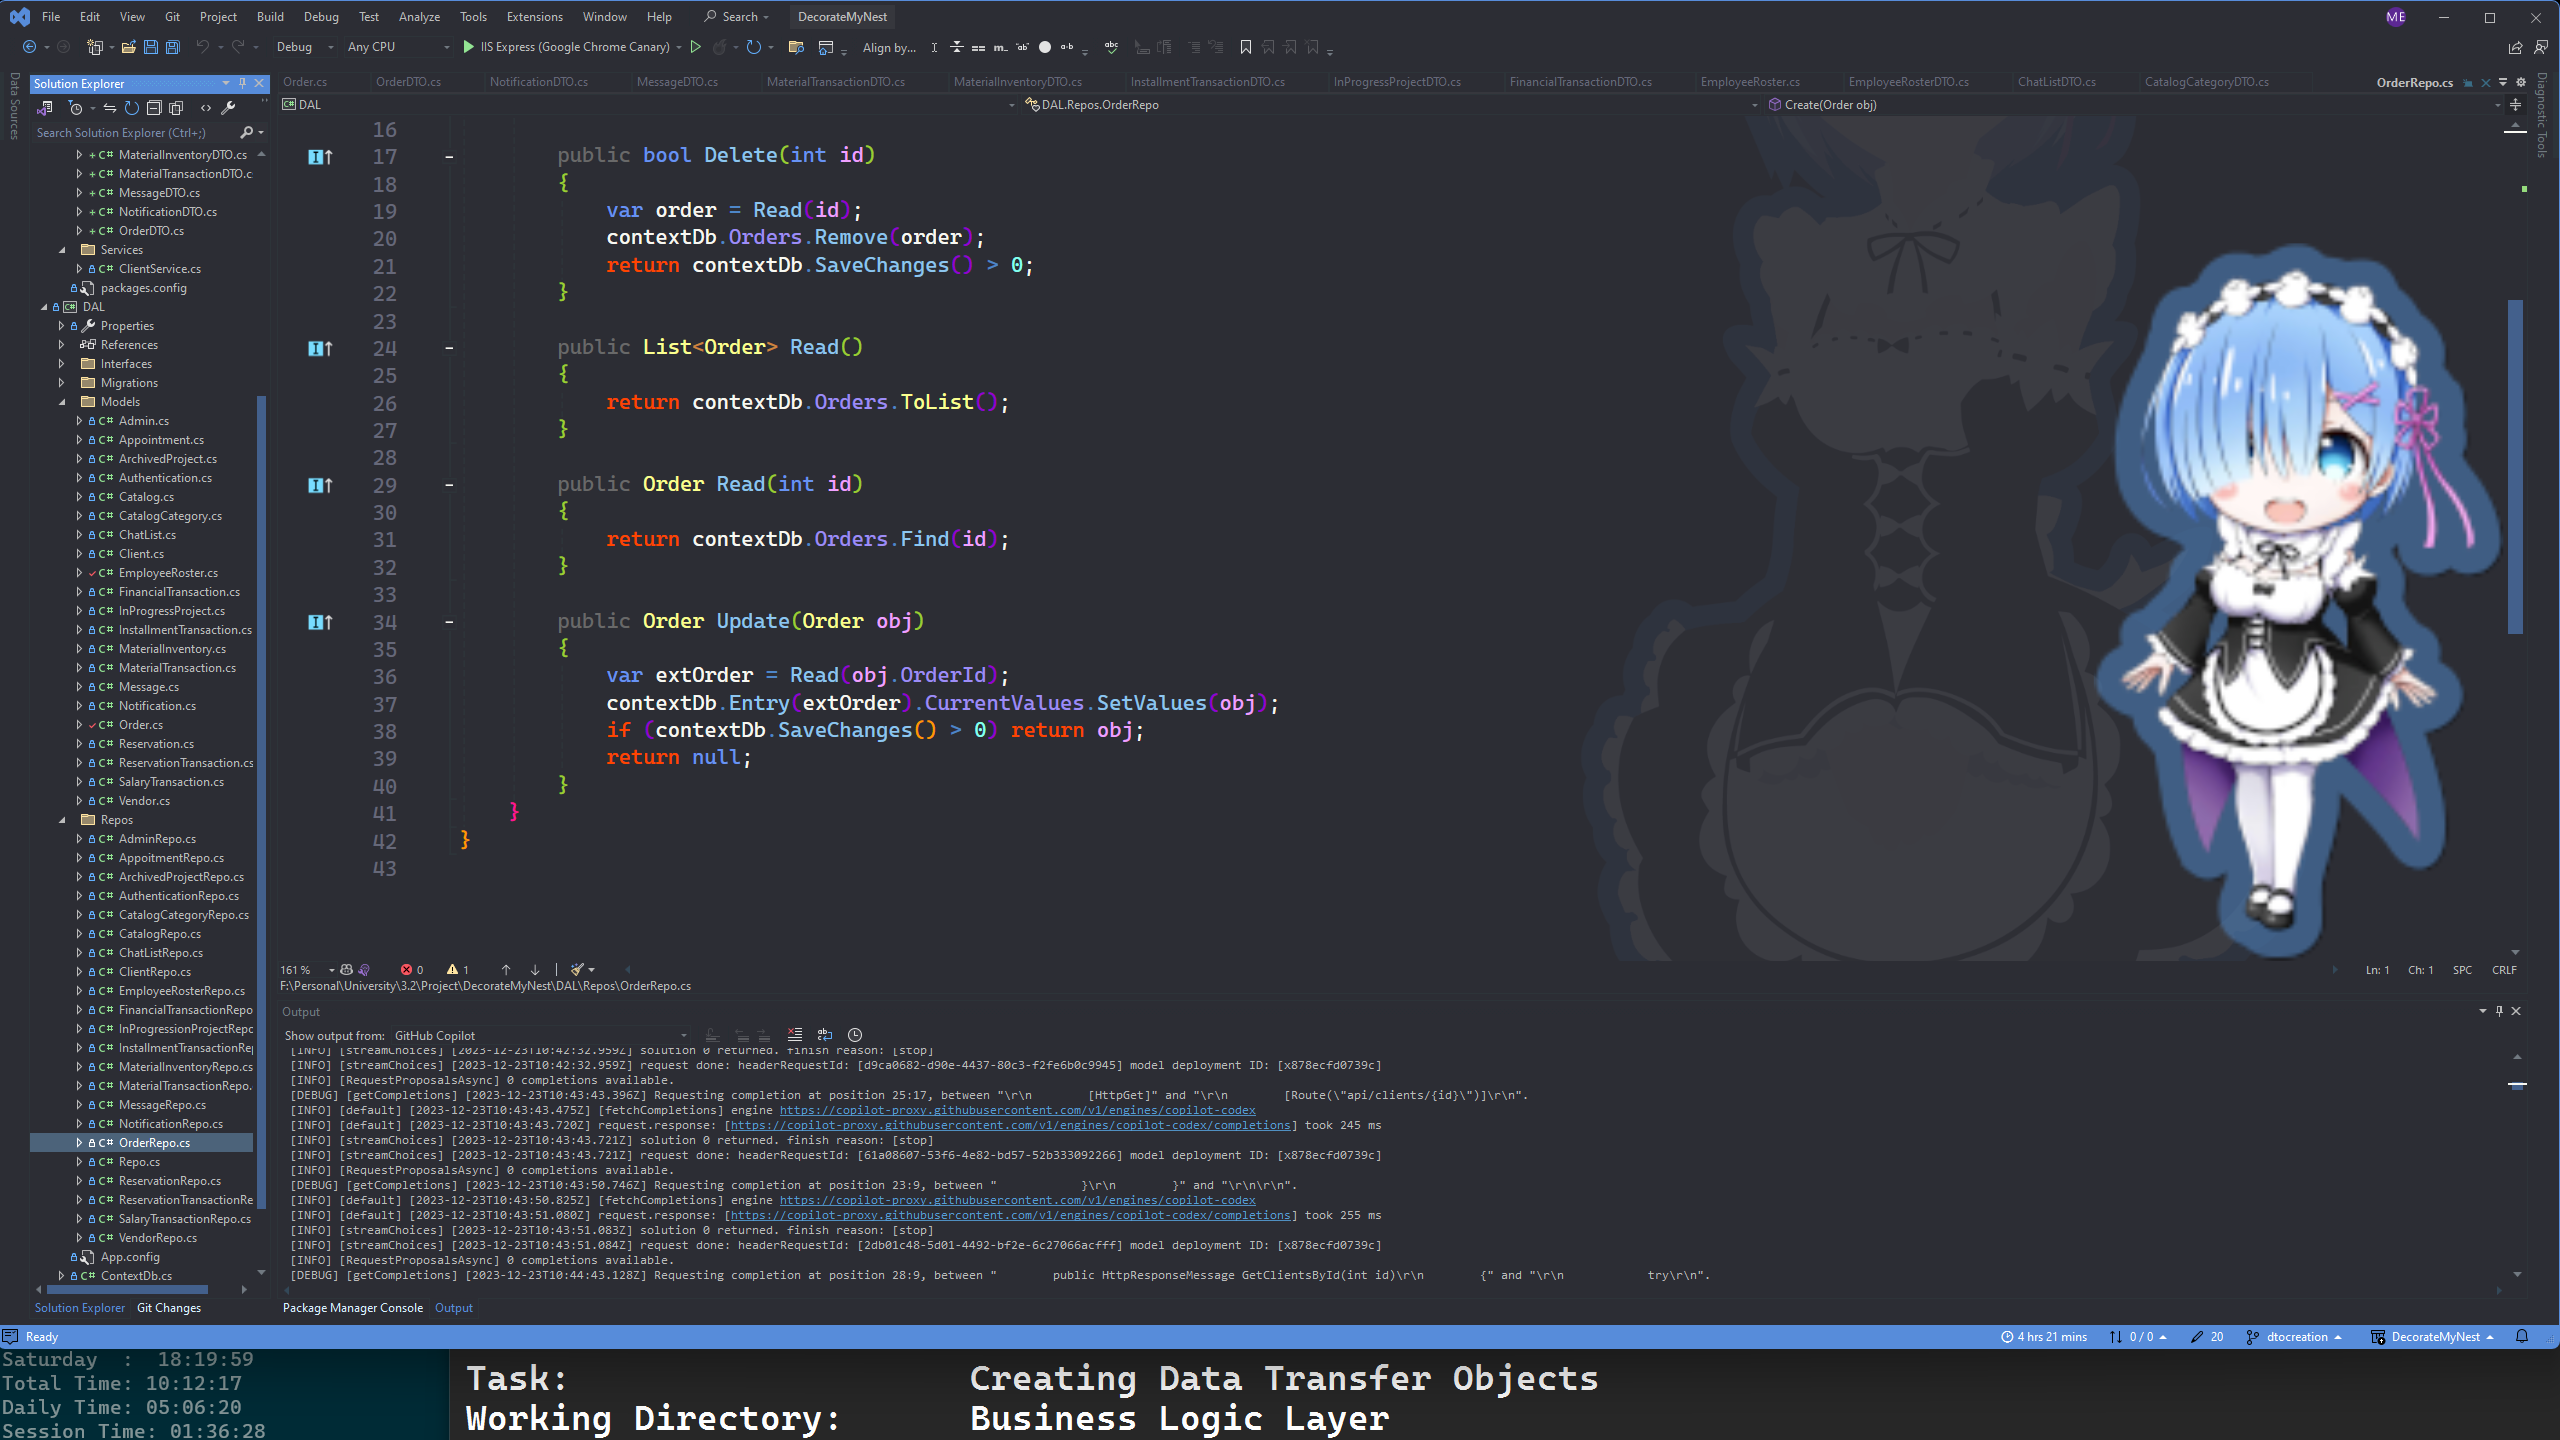 File Edit View Git Project Build Debug Test Analyze Tools Extensions Window Help Search DecorateMyNest ME
Debug Any CPU IIS Express (Google Chrome Canary) Align by...
Data Sources
Solution Explorer
Search Solution Explorer (Ctrl+;)
C# MaterialInventoryDTO.cs
C# MaterialTransactionDTO.c
C# MessageDTO.cs
C# NotificationDTO.cs
C# OrderDTO.cs
Services
C# ClientService.cs
packages.config
DAL
Properties
References
Interfaces
Migrations
Models
C# Admin.cs
C# Appointment.cs
C# ArchivedProject.cs
C# Authentication.cs
C# Catalog.cs
C# CatalogCategory.cs
C# ChatList.cs
C# Client.cs
C# EmployeeRoster.cs
C# FinancialTransaction.cs
C# InProgressProject.cs
C# InstallmentTransaction.cs
C# MaterialInventory.cs
C# MaterialTransaction.cs
C# Message.cs
C# Notification.cs
C# Order.cs
C# Reservation.cs
C# ReservationTransaction.cs
C# SalaryTransaction.cs
C# Vendor.cs
Repos
C# AdminRepo.cs
C# AppoitmentRepo.cs
C# ArchivedProjectRepo.cs
C# AuthenticationRepo.cs
C# CatalogCategoryRepo.cs
C# CatalogRepo.cs
C# ChatListRepo.cs
C# ClientRepo.cs
C# EmployeeRosterRepo.cs
C# FinancialTransactionRepo
C# InProgressionProjectRepo
C# InstallmentTransactionRe
C# MaterialInventoryRepo.cs
C# MaterialTransactionRepo.
C# MessageRepo.cs
C# NotificationRepo.cs
C# OrderRepo.cs
C# Repo.cs
C# ReservationRepo.cs
C# ReservationTransactionRe
C# SalaryTransactionRepo.cs
C# VendorRepo.cs
App.config
C# ContextDb.cs
Solution Explorer Git Changes
Order.cs OrderDTO.cs NotificationDTO.cs MessageDTO.cs MaterialTransactionDTO.cs MaterialInventoryDTO.cs InstallmentTransactionDTO.cs InProgressProjectDTO.cs FinancialTransactionDTO.cs EmployeeRoster.cs EmployeeRosterDTO.cs ChatListDTO.cs CatalogCategoryDTO.cs OrderRepo.cs
C# DAL DAL.Repos.OrderRepo Create(Order obj)
Diagnostic Tools
16
17 public bool Delete(int id)
18 {
19 var order = Read(id);
20 contextDb.Orders.Remove(order);
21 return contextDb.SaveChanges() > 0;
22 }
23
24 public List<Order> Read()
25 {
26 return contextDb.Orders.ToList();
27 }
28
29 public Order Read(int id)
30 {
31 return contextDb.Orders.Find(id);
32 }
33
34 public Order Update(Order obj)
35 {
36 var extOrder = Read(obj.OrderId);
37 contextDb.Entry(extOrder).CurrentValues.SetValues(obj);
38 if (contextDb.SaveChanges() > 0) return obj;
39 return null;
40 }
41 }
42 }
43
161 % 0 1 Ln: 1 Ch: 1 SPC CRLF
F:\Personal\University\3.2\Project\DecorateMyNest\DAL\Repos\OrderRepo.cs
Output
Show output from: GitHub Copilot
[INFO] [streamChoices] [2023-12-23T10:42:32.959Z] solution 0 returned. finish reason: [stop]
[INFO] [streamChoices] [2023-12-23T10:42:32.959Z] request done: headerRequestId: [d9ca0682-d90e-4437-80c3-f2fe6b0c9945] model deployment ID: [x878ecfd0739c]
[INFO] [RequestProposalsAsync] 0 completions available.
[DEBUG] [getCompletions] [2023-12-23T10:43:43.396Z] Requesting completion at position 25:17, between "\r\n [HttpGet]" and "\r\n [Route(\"api/clients/{id}\")]\r\n".
[INFO] [default] [2023-12-23T10:43:43.475Z] [fetchCompletions] engine https://copilot-proxy.githubusercontent.com/v1/engines/copilot-codex
[INFO] [default] [2023-12-23T10:43:43.720Z] request.response: [https://copilot-proxy.githubusercontent.com/v1/engines/copilot-codex/completions] took 245 ms
[INFO] [streamChoices] [2023-12-23T10:43:43.721Z] solution 0 returned. finish reason: [stop]
[INFO] [streamChoices] [2023-12-23T10:43:43.721Z] request done: headerRequestId: [61a08607-53f6-4e82-bd57-52b333092266] model deployment ID: [x878ecfd0739c]
[INFO] [RequestProposalsAsync] 0 completions available.
[DEBUG] [getCompletions] [2023-12-23T10:43:50.746Z] Requesting completion at position 23:9, between " }\r\n }" and "\r\n\r\n".
[INFO] [default] [2023-12-23T10:43:50.825Z] [fetchCompletions] engine https://copilot-proxy.githubusercontent.com/v1/engines/copilot-codex
[INFO] [default] [2023-12-23T10:43:51.080Z] request.response: [https://copilot-proxy.githubusercontent.com/v1/engines/copilot-codex/completions] took 255 ms
[INFO] [streamChoices] [2023-12-23T10:43:51.083Z] solution 0 returned. finish reason: [stop]
[INFO] [streamChoices] [2023-12-23T10:43:51.084Z] request done: headerRequestId: [2db01c48-5d01-4492-bf2e-6c27066acfff] model deployment ID: [x878ecfd0739c]
[INFO] [RequestProposalsAsync] 0 completions available.
[DEBUG] [getCompletions] [2023-12-23T10:44:43.128Z] Requesting completion at position 28:9, between " public HttpResponseMessage GetClientsById(int id)\r\n {" and "\r\n try\r\n".
Package Manager Console Output
Ready 4 hrs 21 mins 0 / 0 20 dtocreation DecorateMyNest
Saturday : 18:19:59
Total Time: 10:12:17
Daily Time: 05:06:20
Session Time: 01:36:28
Task: Creating Data Transfer Objects
Working Directory: Business Logic Layer